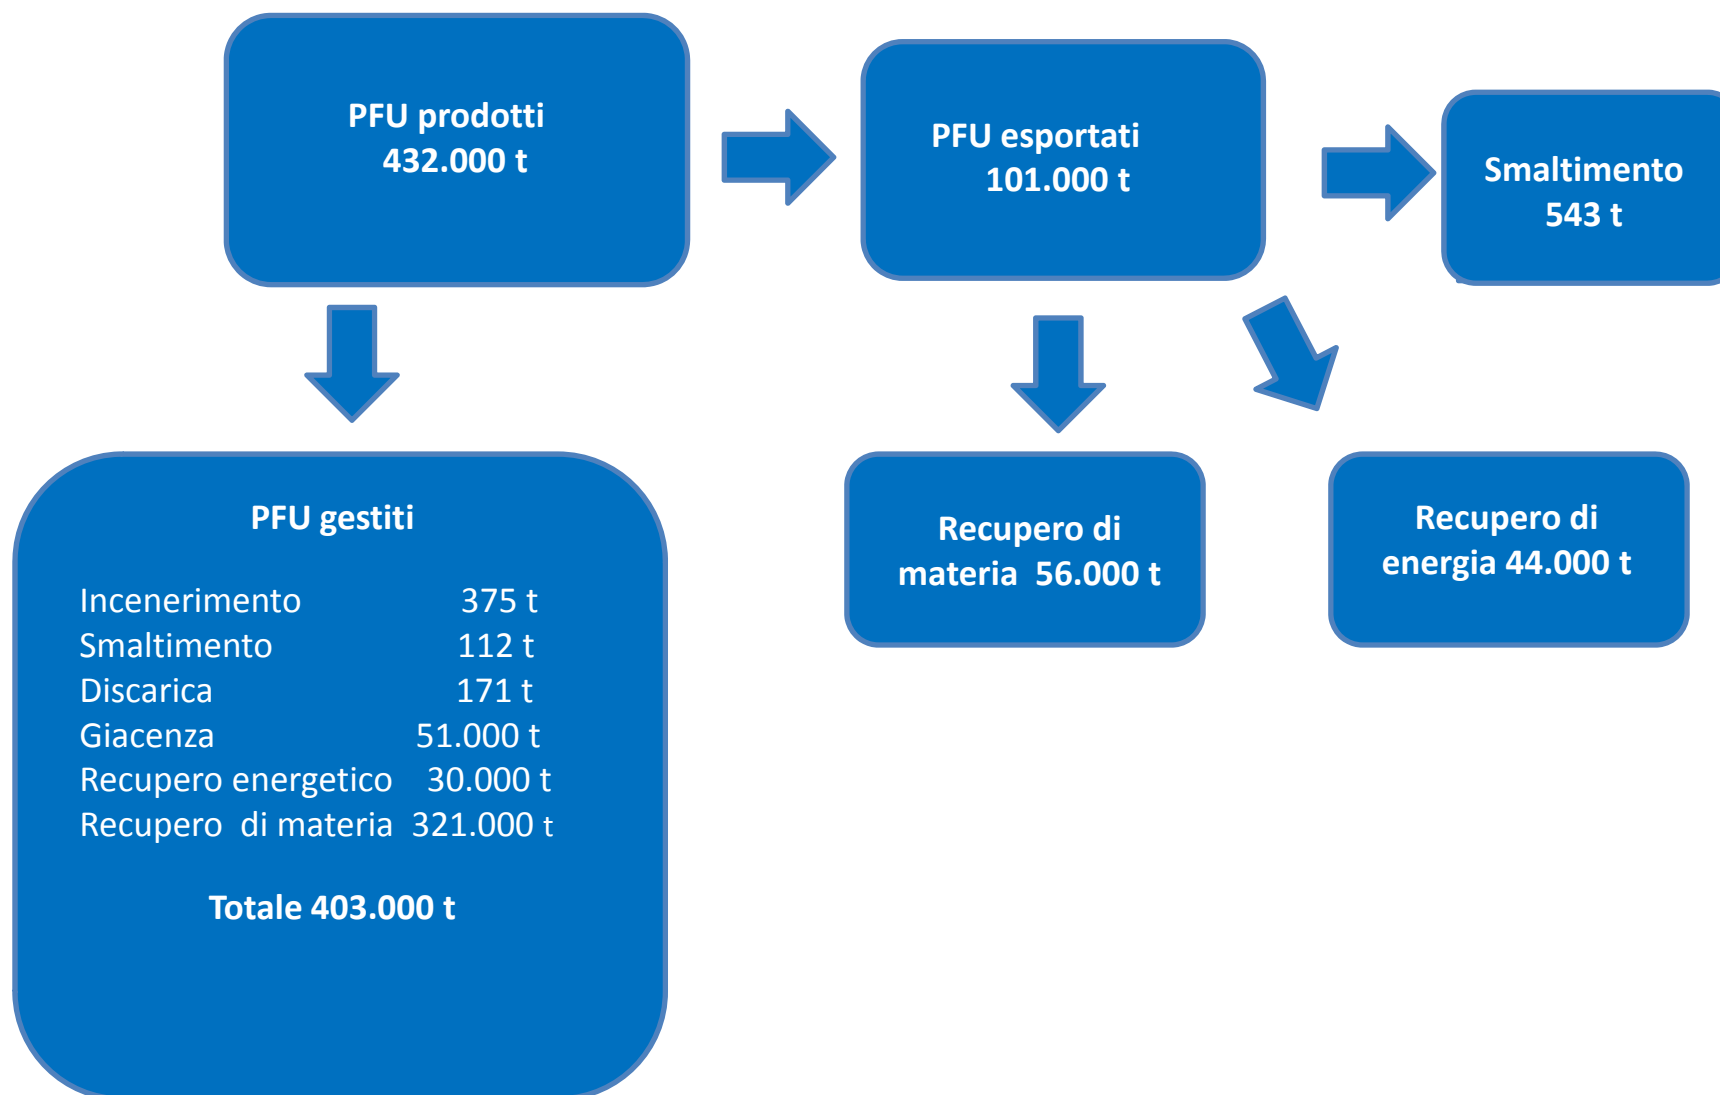 PFU prodotti
432.000 t
PFU esportati
101.000 t
Smaltimento
543 t
PFU gestiti
Incenerimento 375 t
Smaltimento 112 t
Discarica 171 t
Giacenza 51.000 t
Recupero energetico 30.000 t
Recupero di materia 321.000 t
Totale 403.000 t
Recupero di
materia 56.000 t
Recupero di
energia 44.000 t